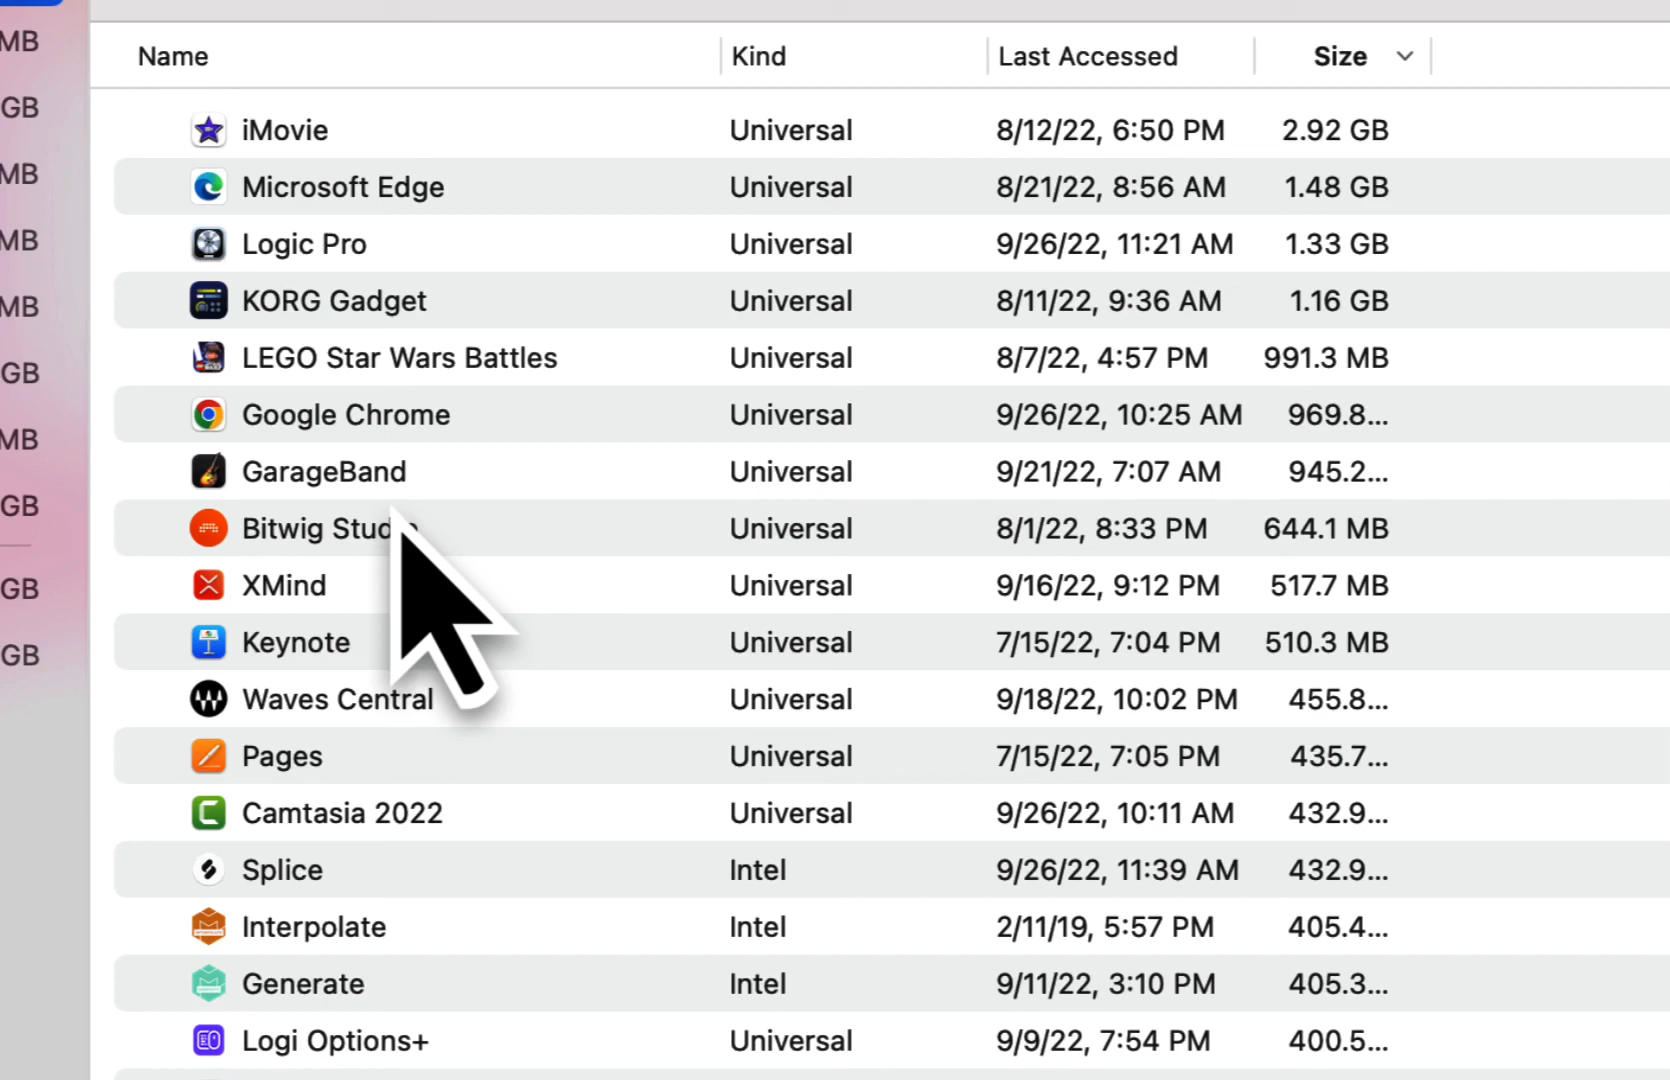 MB
GB
MB
MB
MB
GB
MB
GB
GB
GB
Name Kind Last Accessed Size
iMovie Universal 8/12/22, 6:50 PM 2.92 GB
Microsoft Edge Universal 8/21/22, 8:56 AM 1.48 GB
Logic Pro Universal 9/26/22, 11:21 AM 1.33 GB
KORG Gadget Universal 8/11/22, 9:36 AM 1.16 GB
LEGO Star Wars Battles Universal 8/7/22, 4:57 PM 991.3 MB
Google Chrome Universal 9/26/22, 10:25 AM 969.8...
GarageBand Universal 9/21/22, 7:07 AM 945.2...
Bitwig Studio Universal 8/1/22, 8:33 PM 644.1 MB
XMind Universal 9/16/22, 9:12 PM 517.7 MB
Keynote Universal 7/15/22, 7:04 PM 510.3 MB
Waves Central Universal 9/18/22, 10:02 PM 455.8...
Pages Universal 7/15/22, 7:05 PM 435.7...
Camtasia 2022 Universal 9/26/22, 10:11 AM 432.9...
Splice Intel 9/26/22, 11:39 AM 432.9...
Interpolate Intel 2/11/19, 5:57 PM 405.4...
Generate Intel 9/11/22, 3:10 PM 405.3...
Logi Options+ Universal 9/9/22, 7:54 PM 400.5...